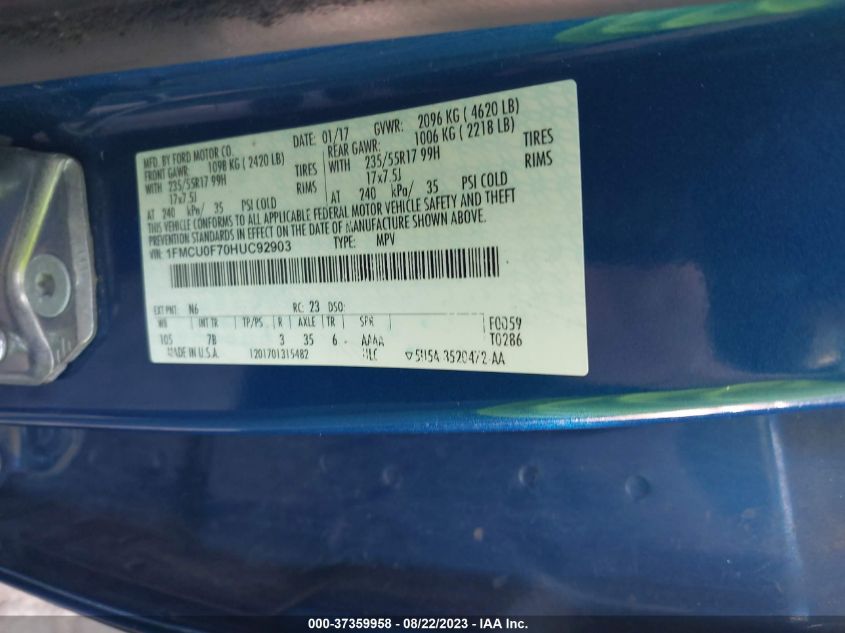 MFD. BY FORD MOTOR CO.
DATE: 01/17 GVWR: 2096 KG ( 4620 LB)
FRONT GAWR: 1098 KG ( 2420 LB)
REAR GAWR: 1006 KG ( 2218 LB)
WITH 235/55R17 99H TIRES
WITH 235/55R17 99H TIRES
17x7.5J RIMS
17x7.5J RIMS
AT 240 kPa/ 35 PSI COLD
AT 240 kPa/ 35 PSI COLD
THIS VEHICLE CONFORMS TO ALL APPLICABLE FEDERAL MOTOR VEHICLE SAFETY AND THEFT
PREVENTION STANDARDS IN EFFECT ON THE DATE OF MANUFACTURE SHOWN ABOVE.
VIN: 1FMCU0F70HUC92903 TYPE: MPV
EXT PNT: N6 RC: 23 DSO:
WB INT TR TP/PS R AXLE TR SPR F0059
105 7B 3 35 6 AAAA T0286
MADE IN U.S.A. 1201701315482
000-37359958 - 08/22/2023 - IAA Inc.